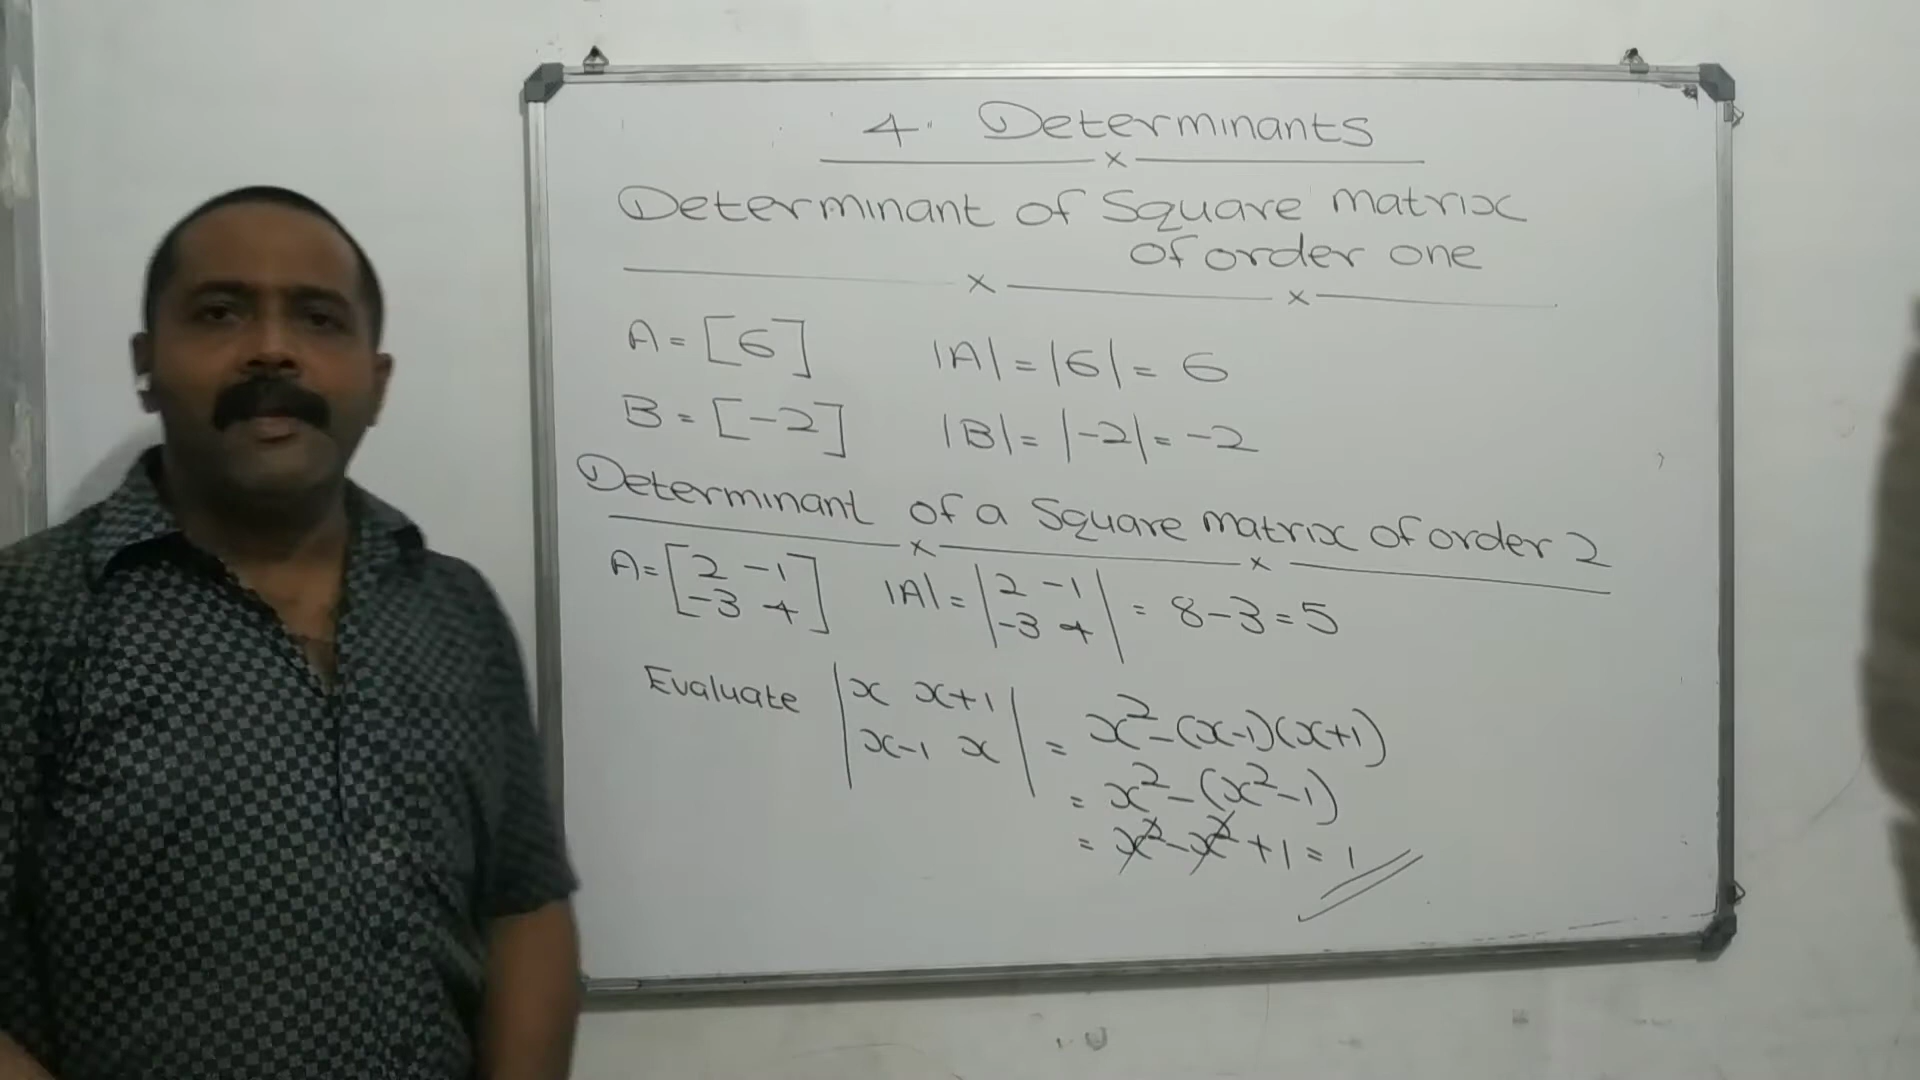 4. Determinants
Determinant of Square matrix
of order one
A = [6] |A| = |6| = 6
B = [-2] |B| = |-2| = -2
Determinant of a Square matrix of order 2
A = [2 -1 |A| = |2 -1| = 8-3 = 5
-3 4] -3 4|
Evaluate |x x+1| = x²-(x-1)(x+1)
|x-1 x|
= x²-(x²-1)
= x²-x²+1 = 1